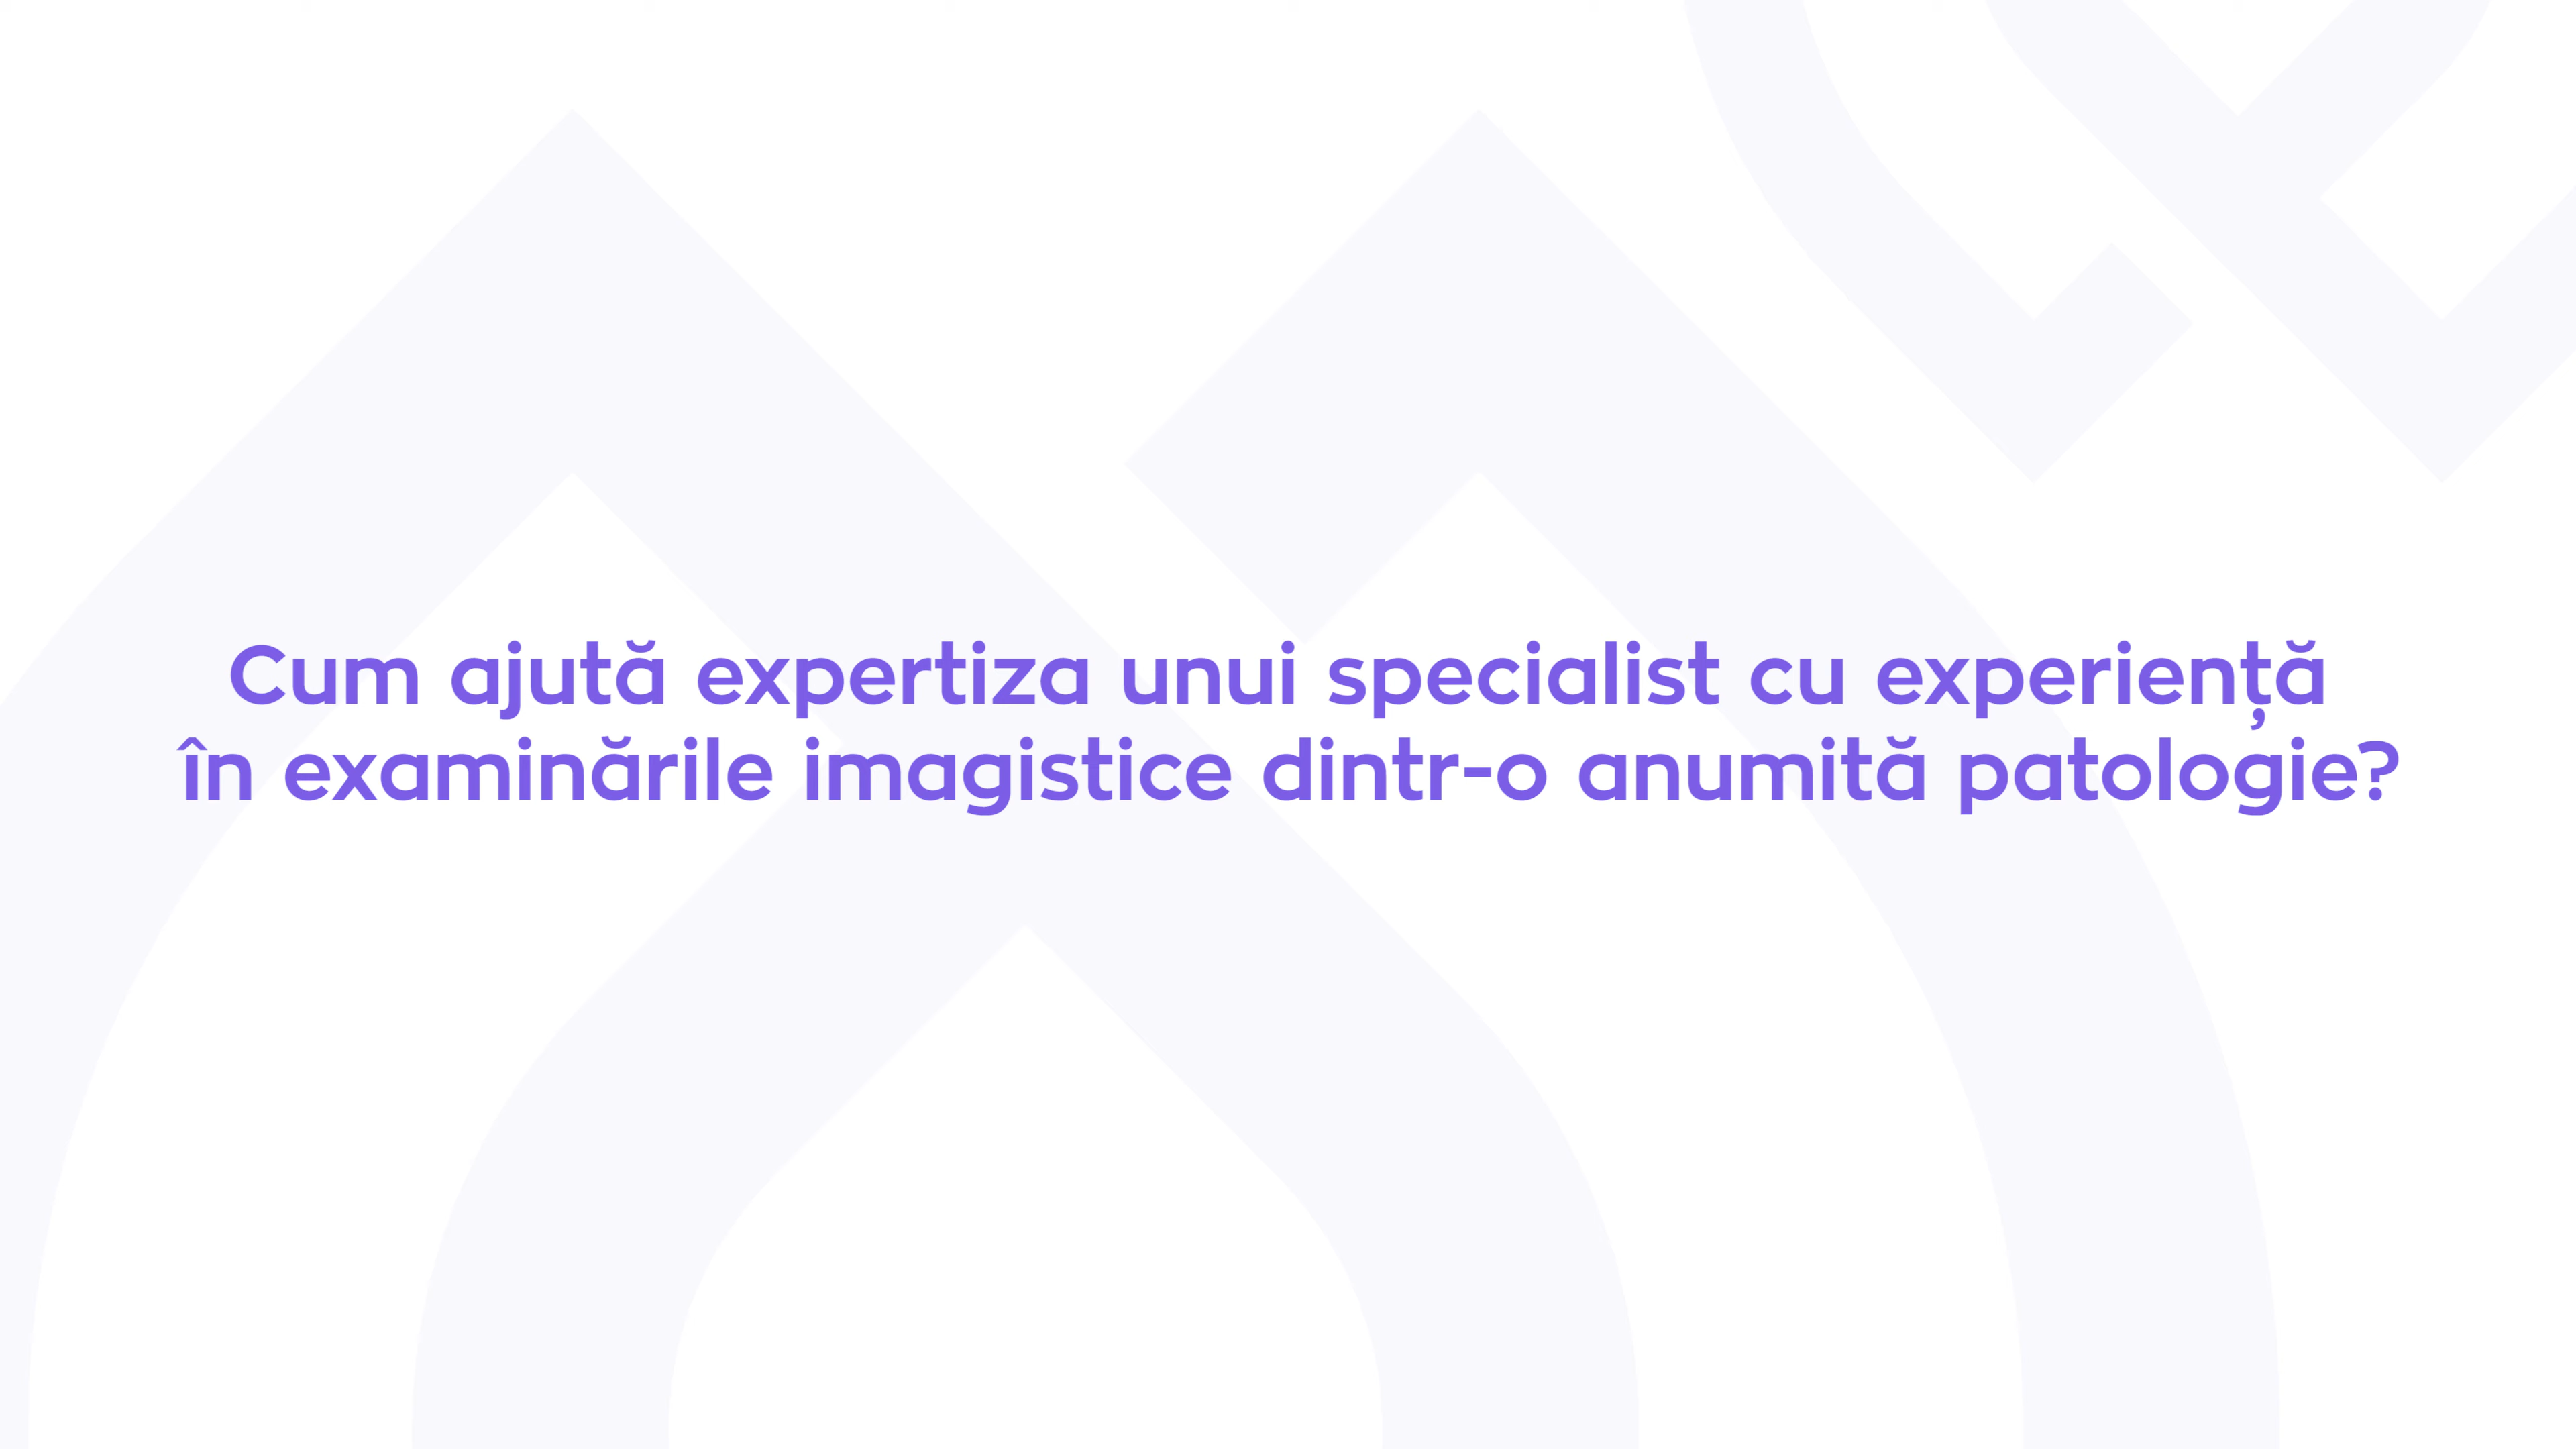 Cum ajută expertiza unui specialist cu experiență
în examinările imagistice dintr-o anumită patologie?